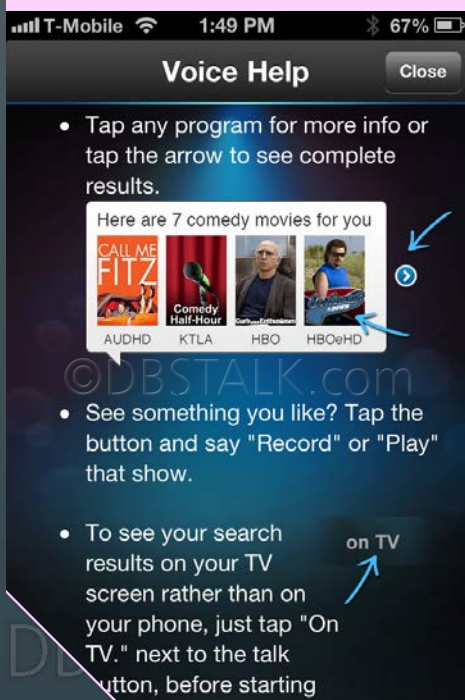 T-Mobile 1:49 PM 67%
Voice Help Close
• Tap any program for more info or
tap the arrow to see complete
results.
Here are 7 comedy movies for you
CALL ME
FITZ
Comedy
Half-Hour
Curb your Enthusiasm
AUDHD KTLA HBO HBOeHD
©DBSTALK.com
• See something you like? Tap the
button and say "Record" or "Play"
that show.
• To see your search
results on your TV
screen rather than on
your phone, just tap "On
TV." next to the talk
button, before starting
on TV